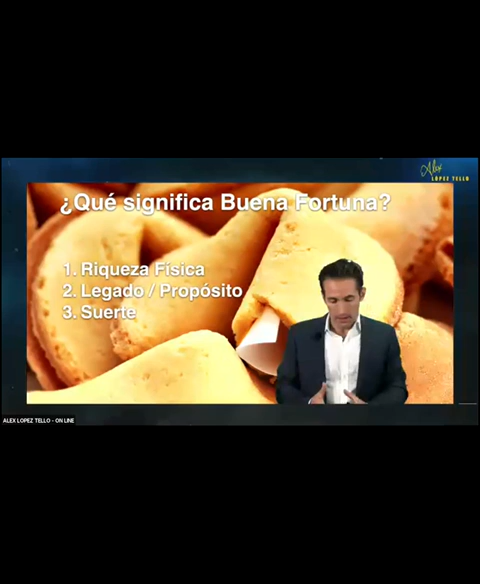 Alex
LÓPEZ TELLO
¿Qué significa Buena Fortuna?
1. Riqueza Física
2. Legado / Propósito
3. Suerte
ALEX LOPEZ TELLO - ON LINE